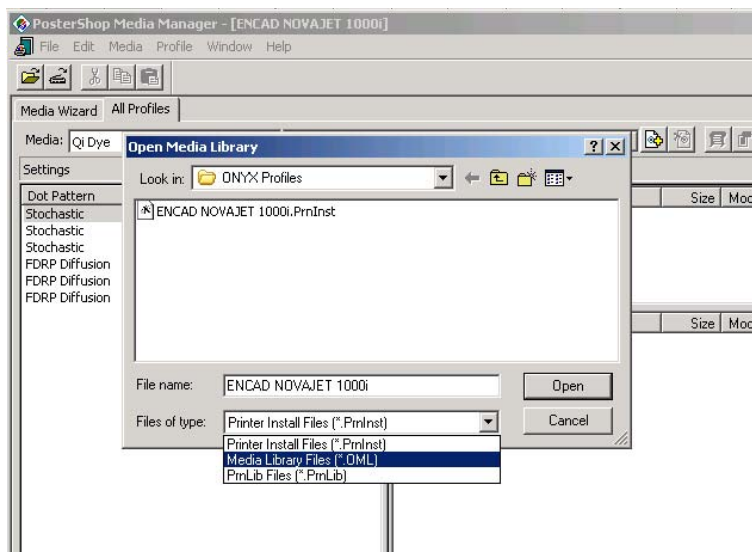 PosterShop Media Manager - [ENCAD NOVAJET 1000i]
File Edit Media Profile Window Help
Media Wizard All Profiles
Media: Qi Dye
Settings
Dot Pattern
Stochastic
Stochastic
Stochastic
FDRP Diffusion
FDRP Diffusion
FDRP Diffusion
Open Media Library
Look in: ONYX Profiles
ENCAD NOVAJET 1000i.PrnInst
File name: ENCAD NOVAJET 1000i Open
Files of type: Printer Install Files (*.PrnInst) Cancel
Printer Install Files (*.PrnInst)
Media Library Files (*.OML)
PrnLib Files (*.PrnLib)
Size Mod
Size Mod